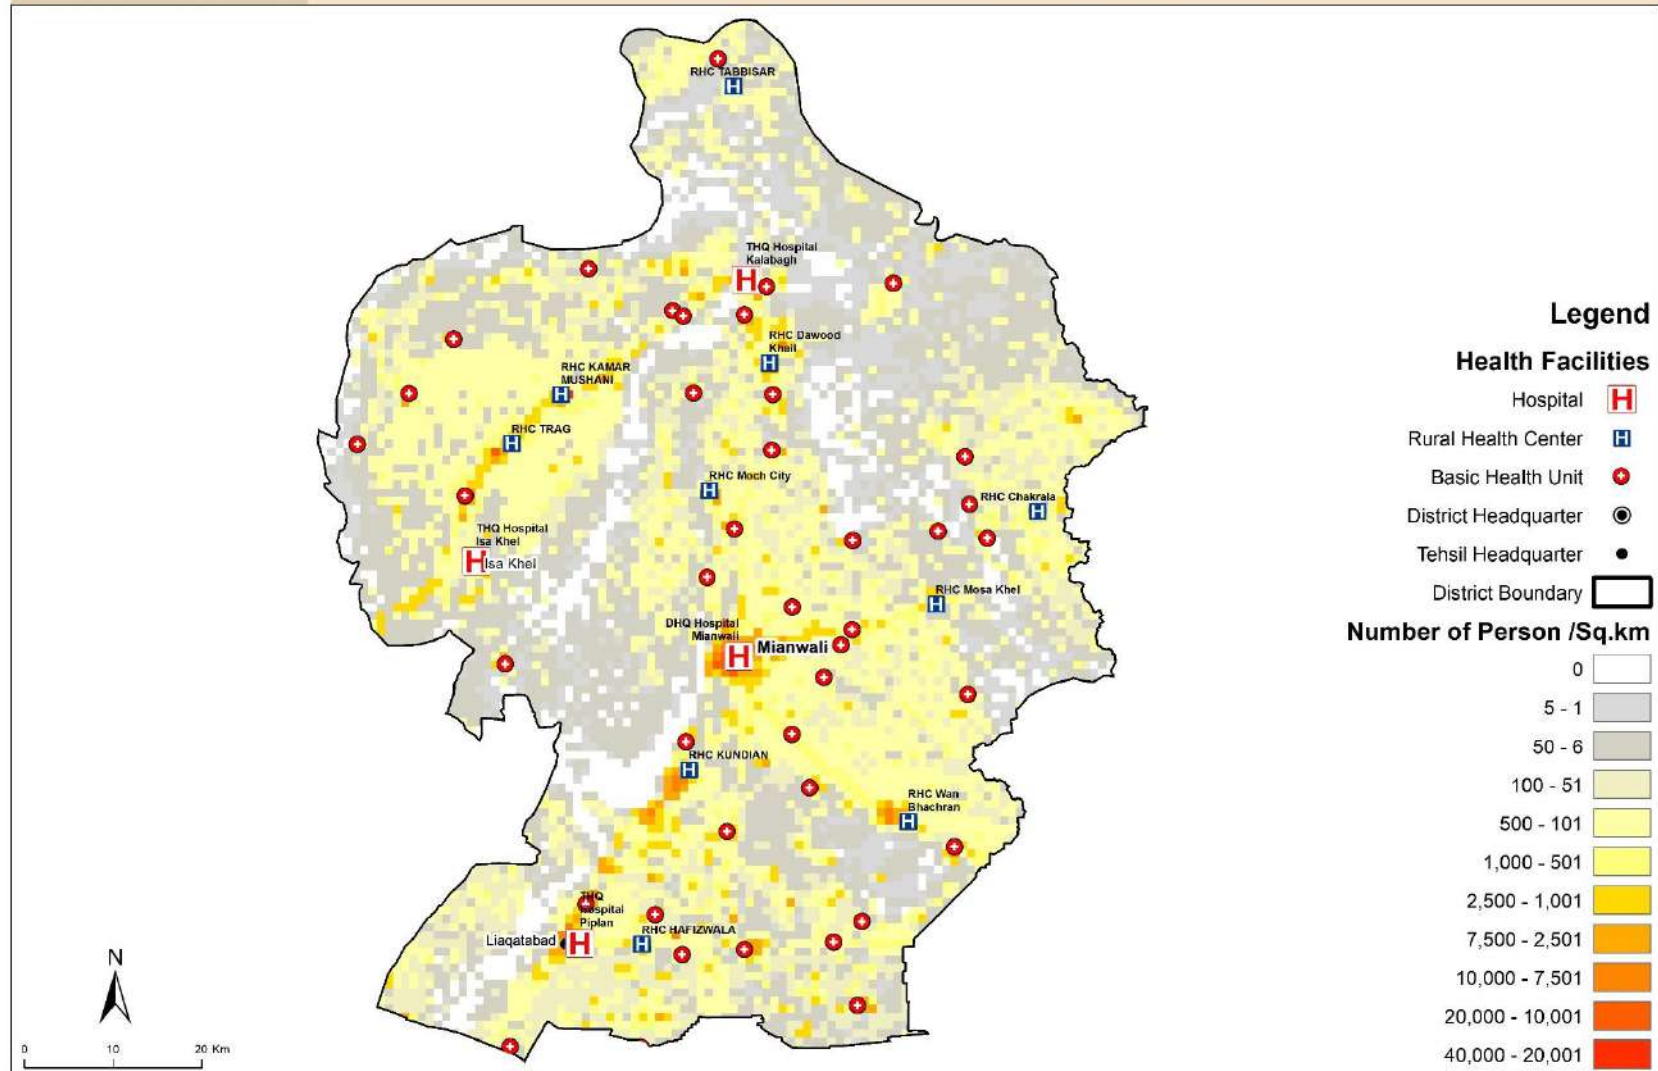 RHC TABBISAR
THQ Hospital
Kalabagh
RHC Dawood
Khail
RHC KAMAR
MUSHANI
RHC TRAG
RHC Moch City
RHC Chakrala
THQ Hospital
Isa Khel
Isa Khel
RHC Mosa Khel
DHQ Hospital
Mianwali
Mianwali
RHC KUNDIAN
RHC Wan
Bhachran
THQ
Hospital
Piplan
Liaqatabad
RHC HAFIZWALA
N
0 10 20 Km
Legend
Health Facilities
Hospital H
Rural Health Center H
Basic Health Unit
District Headquarter
Tehsil Headquarter
District Boundary
Number of Person /Sq.km
0
5 - 1
50 - 6
100 - 51
500 - 101
1,000 - 501
2,500 - 1,001
7,500 - 2,501
10,000 - 7,501
20,000 - 10,001
40,000 - 20,001